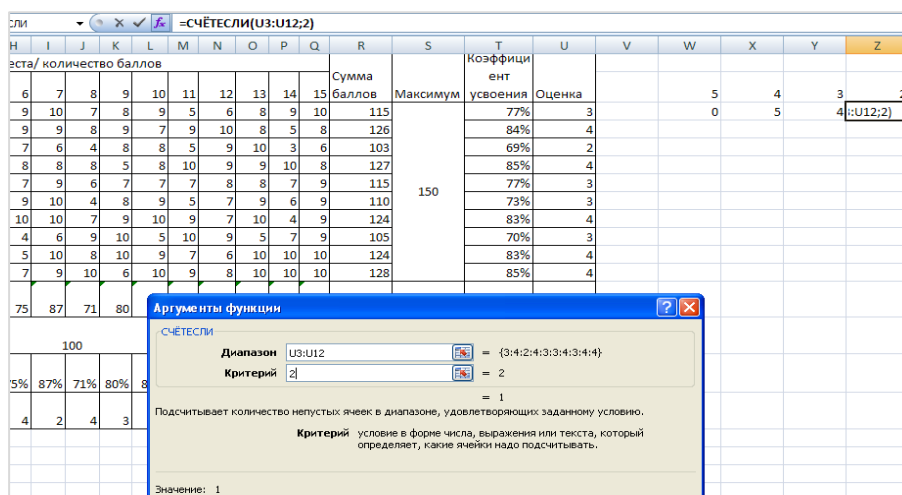 СЛИ =СЧЁТЕСЛИ(U3:U12;2)
H I J K L M N O P Q R S T U V W X Y Z
еста/ количество баллов Сумма баллов Максимум Коэффициент усвоения Оценка
6 7 8 9 10 11 12 13 14 15 5 4 3 2
9 10 7 8 9 5 6 8 9 10 115 77% 3 0 5 4 :U12;2)
9 9 8 9 7 9 10 8 5 8 126 84% 4
7 6 4 8 8 5 9 10 3 6 103 69% 2
8 8 8 5 8 10 9 9 10 8 127 85% 4
7 9 6 7 7 7 8 8 7 9 115 150 77% 3
9 10 4 8 9 5 7 9 6 9 110 73% 3
10 10 7 9 10 9 7 10 4 9 124 83% 4
4 6 9 10 5 10 9 5 7 9 105 70% 3
5 10 8 10 9 7 6 10 10 10 124 83% 4
7 9 10 6 10 9 8 10 10 10 128 85% 4
75 87 71 80
100
75% 87% 71% 80% 8
4 2 4 3
Аргументы функции
СЧЁТЕСЛИ
Диапазон U3:U12 = {3:4:2:4:3:3:4:3:4:4}
Критерий 2 = 2
= 1
Подсчитывает количество непустых ячеек в диапазоне, удовлетворяющих заданному условию.
Критерий условие в форме числа, выражения или текста, который
определяет, какие ячейки надо подсчитывать.
Значение: 1